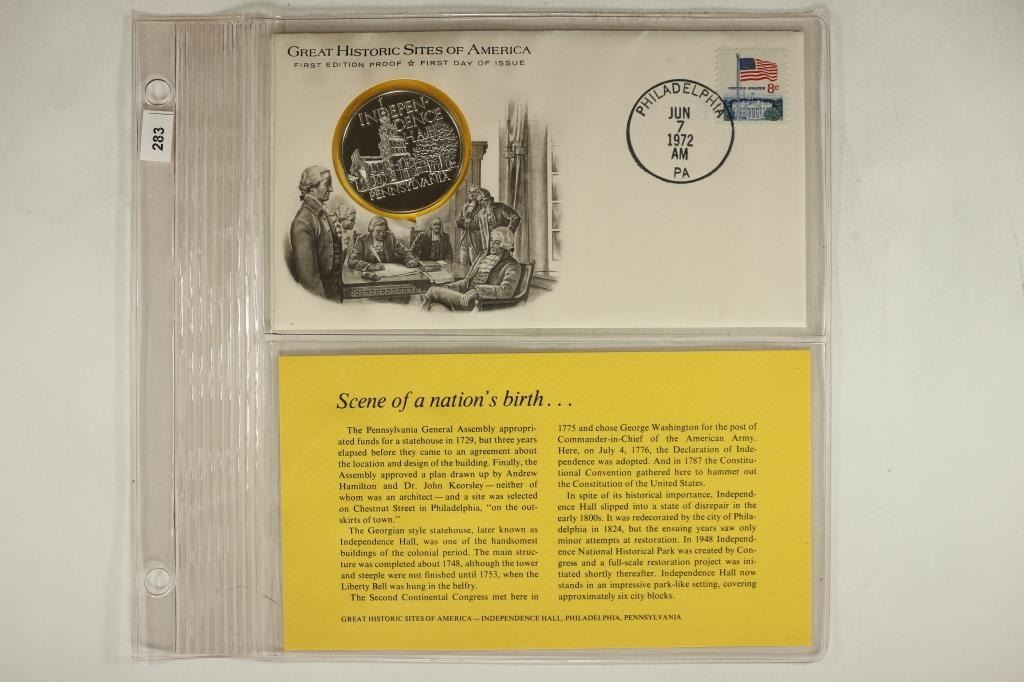 283
GREAT HISTORIC SITES OF AMERICA
FIRST EDITION PROOF ☆ FIRST DAY OF ISSUE
INDEPEN-
DENCE
HALL
PENNSYLVANIA
PHILADELPHIA
JUN
7
1972
AM
PA
UNITED STATES 8c
Scene of a nation's birth . . .
The Pennsylvania General Assembly appropri-
ated funds for a statehouse in 1729, but three years
elapsed before they came to an agreement about
the location and design of the building. Finally, the
Assembly approved a plan drawn up by Andrew
Hamilton and Dr. John Keorsley — neither of
whom was an architect — and a site was selected
on Chestnut Street in Philadelphia, "on the out-
skirts of town."
The Georgian style statehouse, later known as
Independence Hall, was one of the handsomest
buildings of the colonial period. The main struc-
ture was completed about 1748, although the tower
and steeple were not finished until 1753, when the
Liberty Bell was hung in the belfry.
The Second Continental Congress met here in
1775 and chose George Washington for the post of
Commander-in-Chief of the American Army.
Here, on July 4, 1776, the Declaration of Inde-
pendence was adopted. And in 1787 the Constitu-
tional Convention gathered here to hammer out
the Constitution of the United States.
In spite of its historical importance, Independ-
ence Hall slipped into a state of disrepair in the
early 1800s. It was redecorated by the city of Phila-
delphia in 1824, but the ensuing years saw only
minor attempts at restoration. In 1948 Independ-
ence National Historical Park was created by Con-
gress and a full-scale restoration project was ini-
tiated shortly thereafter. Independence Hall now
stands in an impressive park-like setting, covering
approximately six city blocks.
GREAT HISTORIC SITES OF AMERICA — INDEPENDENCE HALL, PHILADELPHIA, PENNSYLVANIA